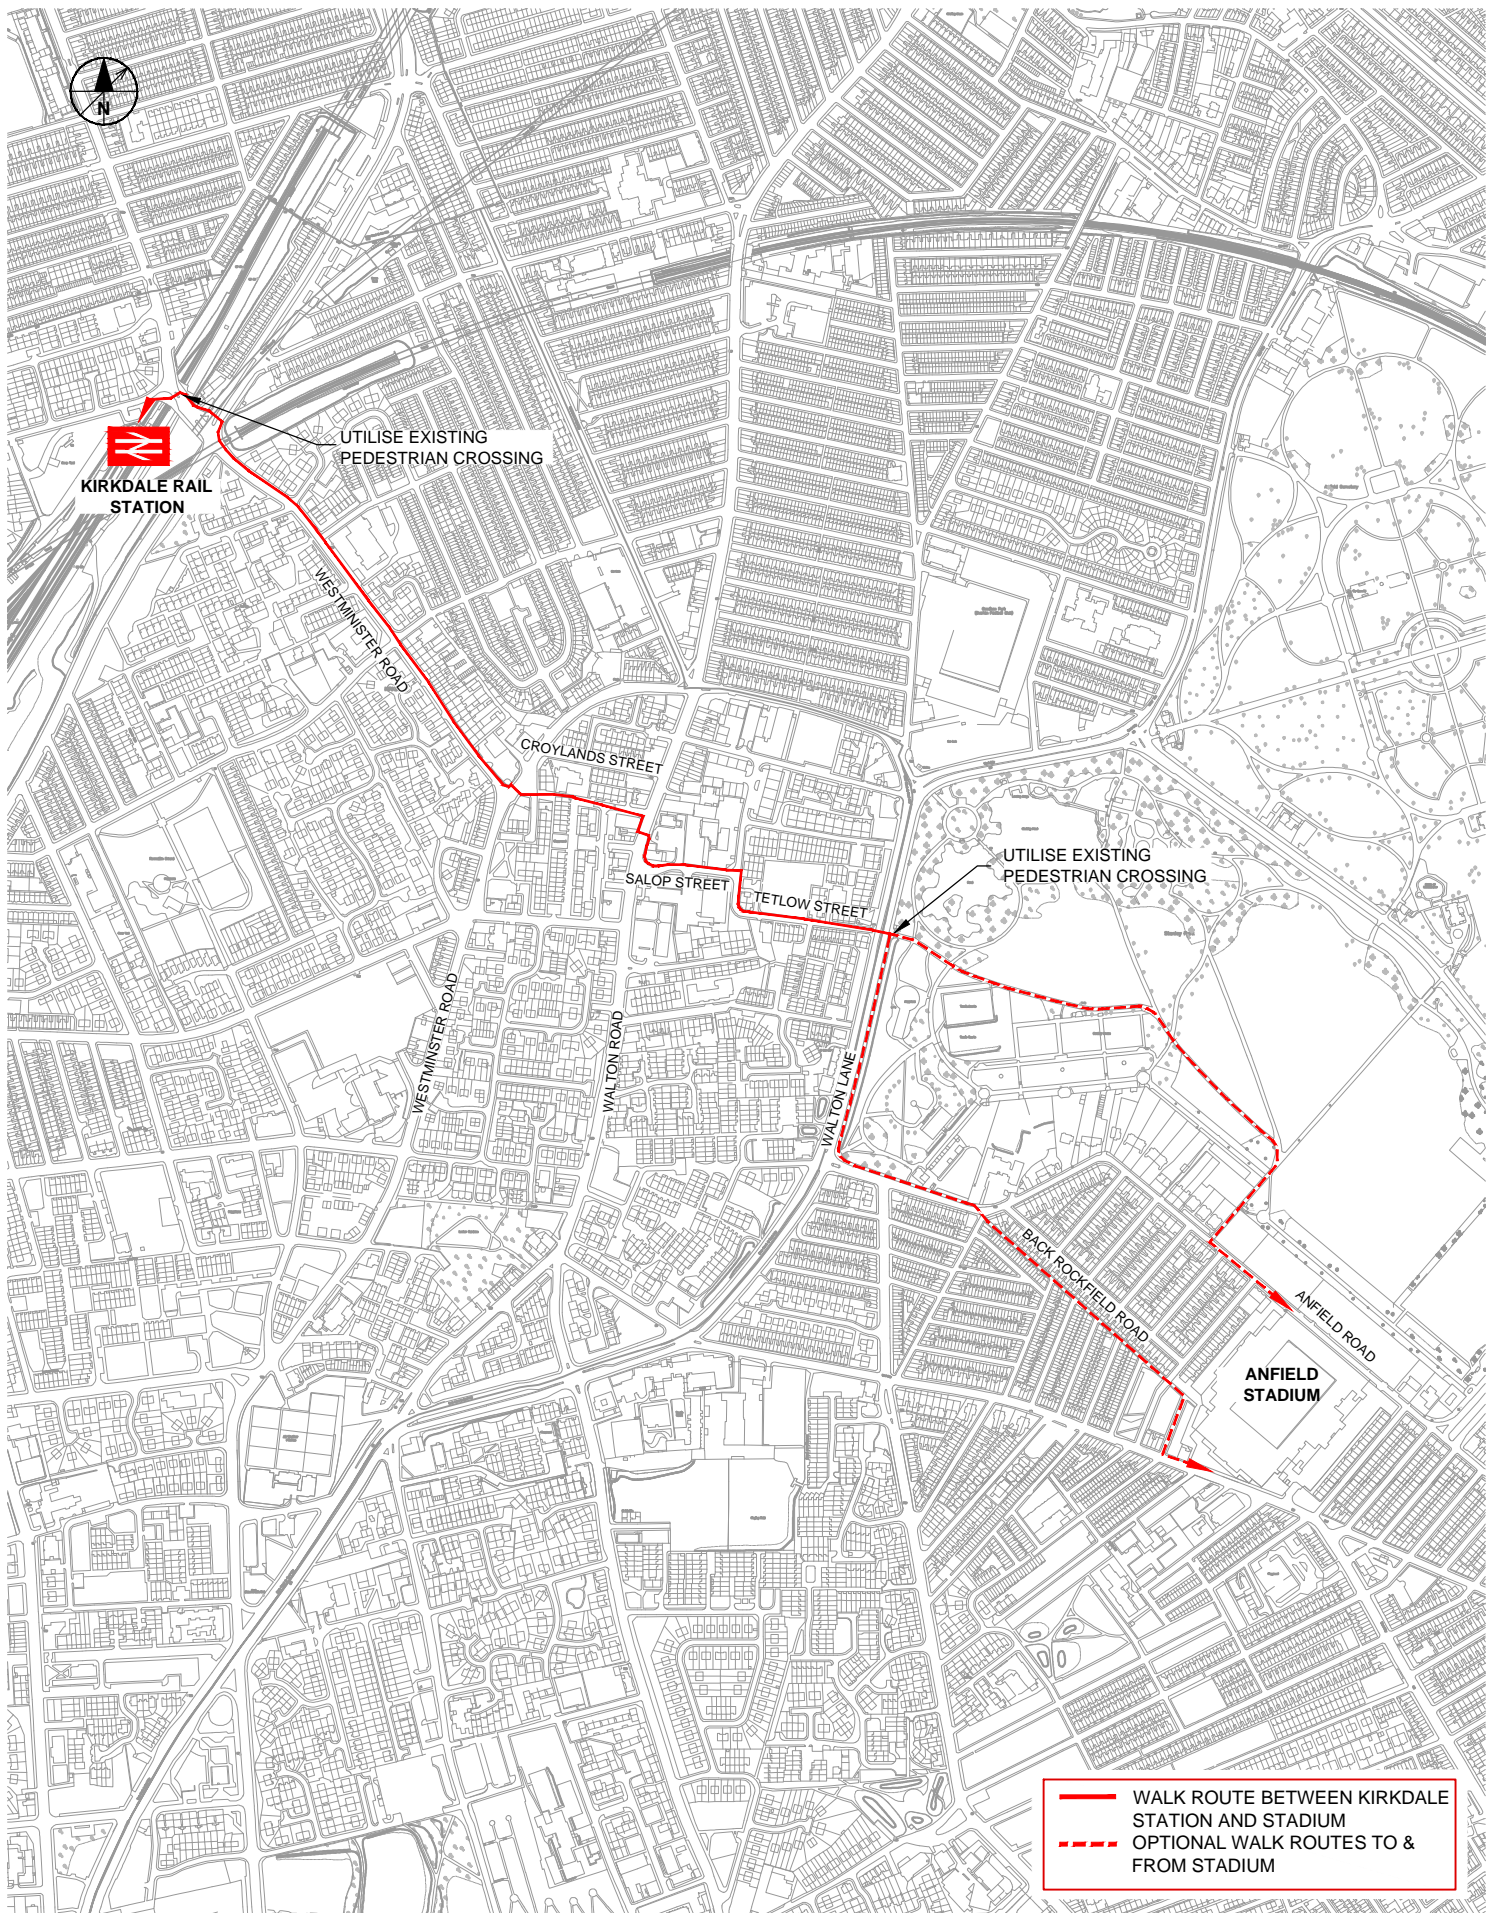 N
UTILISE EXISTING
PEDESTRIAN CROSSING
KIRKDALE RAIL
STATION
WESTMINISTER ROAD
CROYLANDS STREET
SALOP STREET
TETLOW STREET
UTILISE EXISTING
PEDESTRIAN CROSSING
WESTMINSTER ROAD
WALTON ROAD
WALTON LANE
BACK ROCKFIELD ROAD
ANFIELD ROAD
ANFIELD
STADIUM
WALK ROUTE BETWEEN KIRKDALE
STATION AND STADIUM
OPTIONAL WALK ROUTES TO &
FROM STADIUM